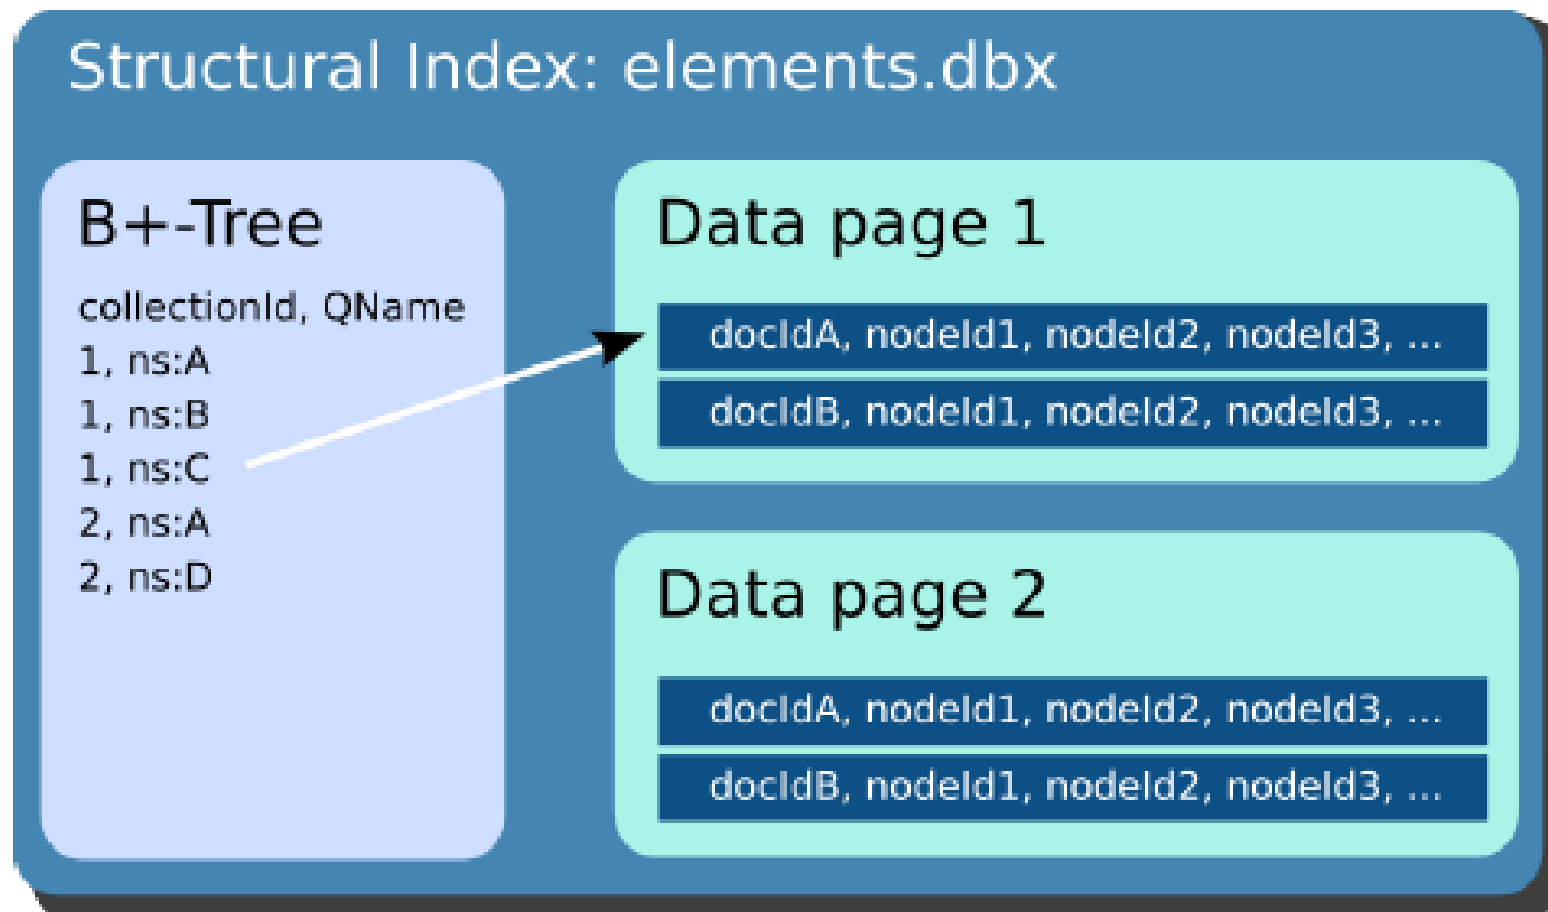 Structural Index: elements.dbx
B+-Tree
collectionId, QName
1, ns:A
1, ns:B
1, ns:C
2, ns:A
2, ns:D
Data page 1
docIdA, nodeId1, nodeId2, nodeId3, ...
docIdB, nodeId1, nodeId2, nodeId3, ...
Data page 2
docIdA, nodeId1, nodeId2, nodeId3, ...
docIdB, nodeId1, nodeId2, nodeId3, ...